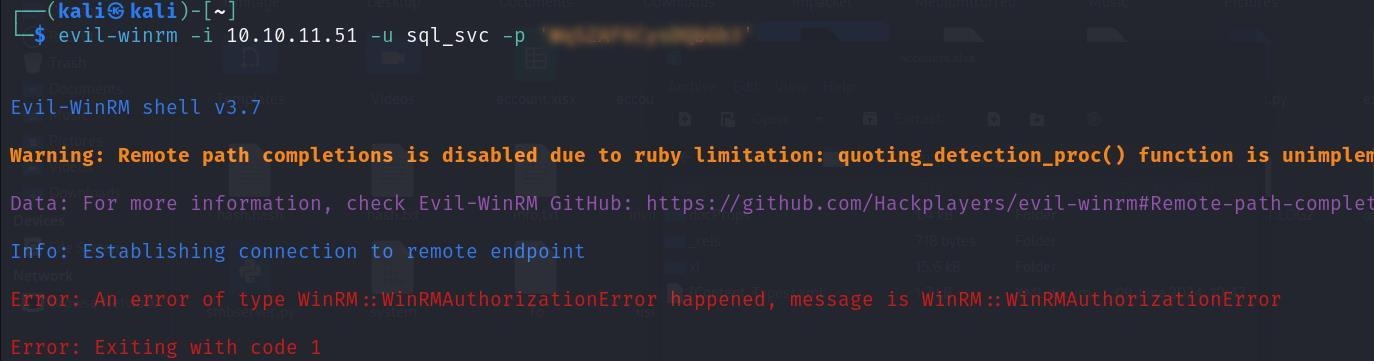 ┌──(kali㉿kali)-[~]
└─$ evil-winrm -i 10.10.11.51 -u sql_svc -p
Evil-WinRM shell v3.7
Warning: Remote path completions is disabled due to ruby limitation: quoting_detection_proc() function is unimplem
Data: For more information, check Evil-WinRM GitHub: https://github.com/Hackplayers/evil-winrm#Remote-path-complet
Info: Establishing connection to remote endpoint
Error: An error of type WinRM::WinRMAuthorizationError happened, message is WinRM::WinRMAuthorizationError
Error: Exiting with code 1